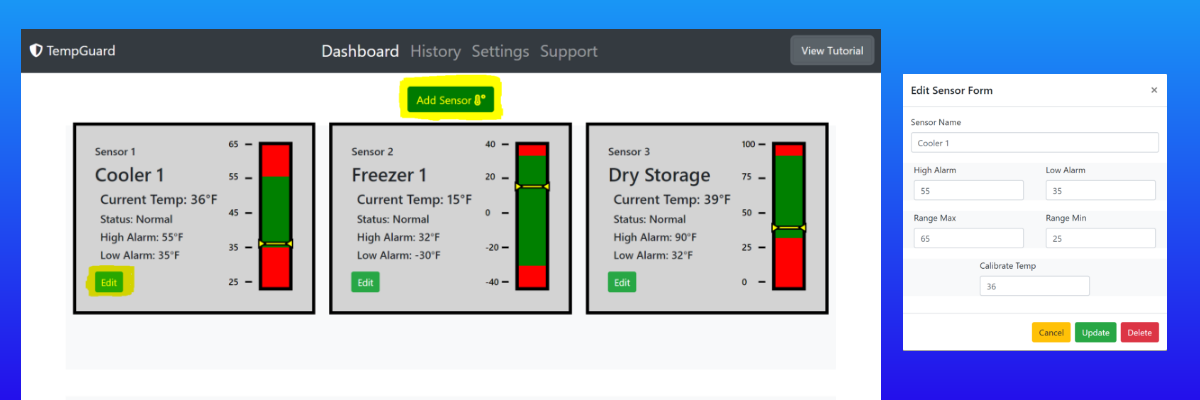 TempGuard
Dashboard History Settings Support
View Tutorial
Add Sensor
Sensor 1
Cooler 1
Current Temp: 36°F
Status: Normal
High Alarm: 55°F
Low Alarm: 35°F
Edit
65
55
45
35
25
Sensor 2
Freezer 1
Current Temp: 15°F
Status: Normal
High Alarm: 32°F
Low Alarm: -30°F
Edit
40
20
0
-20
-40
Sensor 3
Dry Storage
Current Temp: 39°F
Status: Normal
High Alarm: 90°F
Low Alarm: 32°F
Edit
100
75
50
25
0
Edit Sensor Form ×
Sensor Name
Cooler 1
High Alarm Low Alarm
55 35
Range Max Range Min
65 25
Calibrate Temp
36
Cancel Update Delete